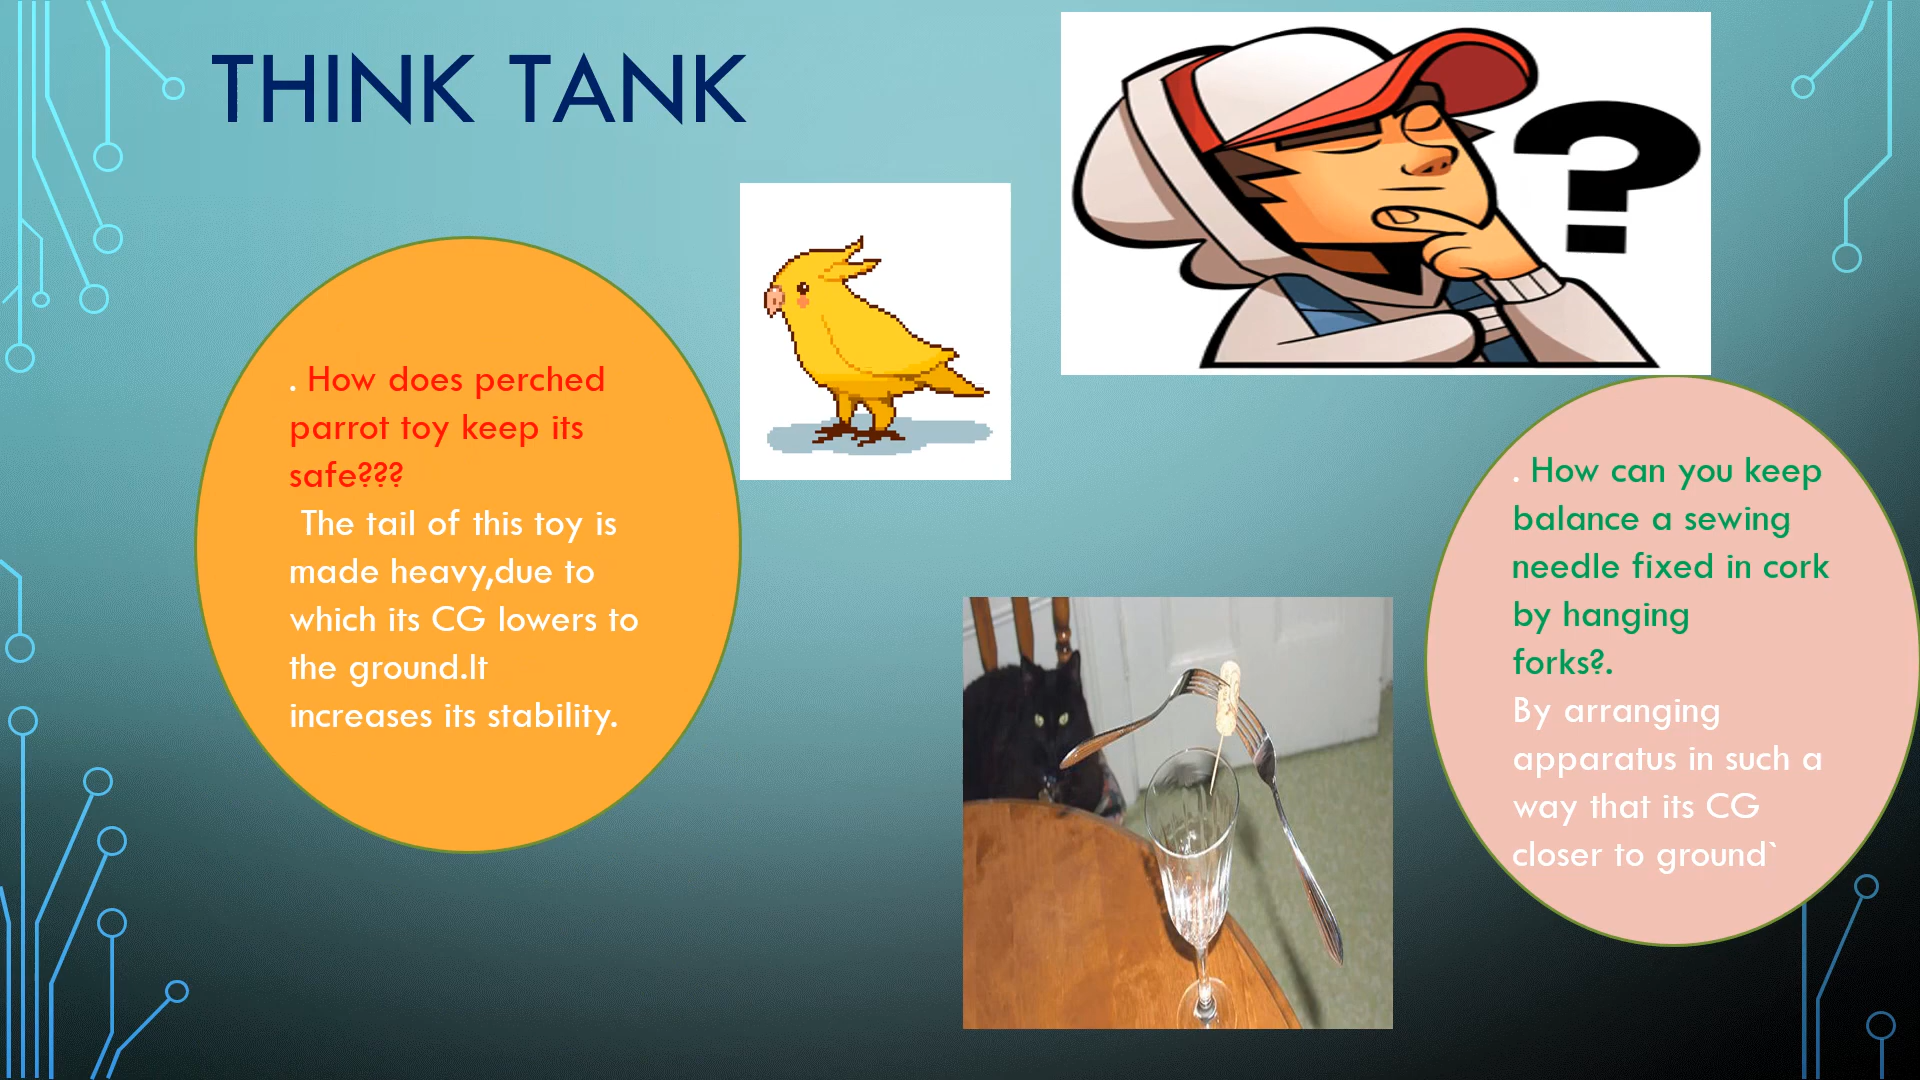 THINK TANK
?
. How does perched
parrot toy keep its
safe???
The tail of this toy is
made heavy,due to
which its CG lowers to
the ground.It
increases its stability.
. How can you keep
balance a sewing
needle fixed in cork
by hanging
forks?.
By arranging
apparatus in such a
way that its CG
closer to ground`